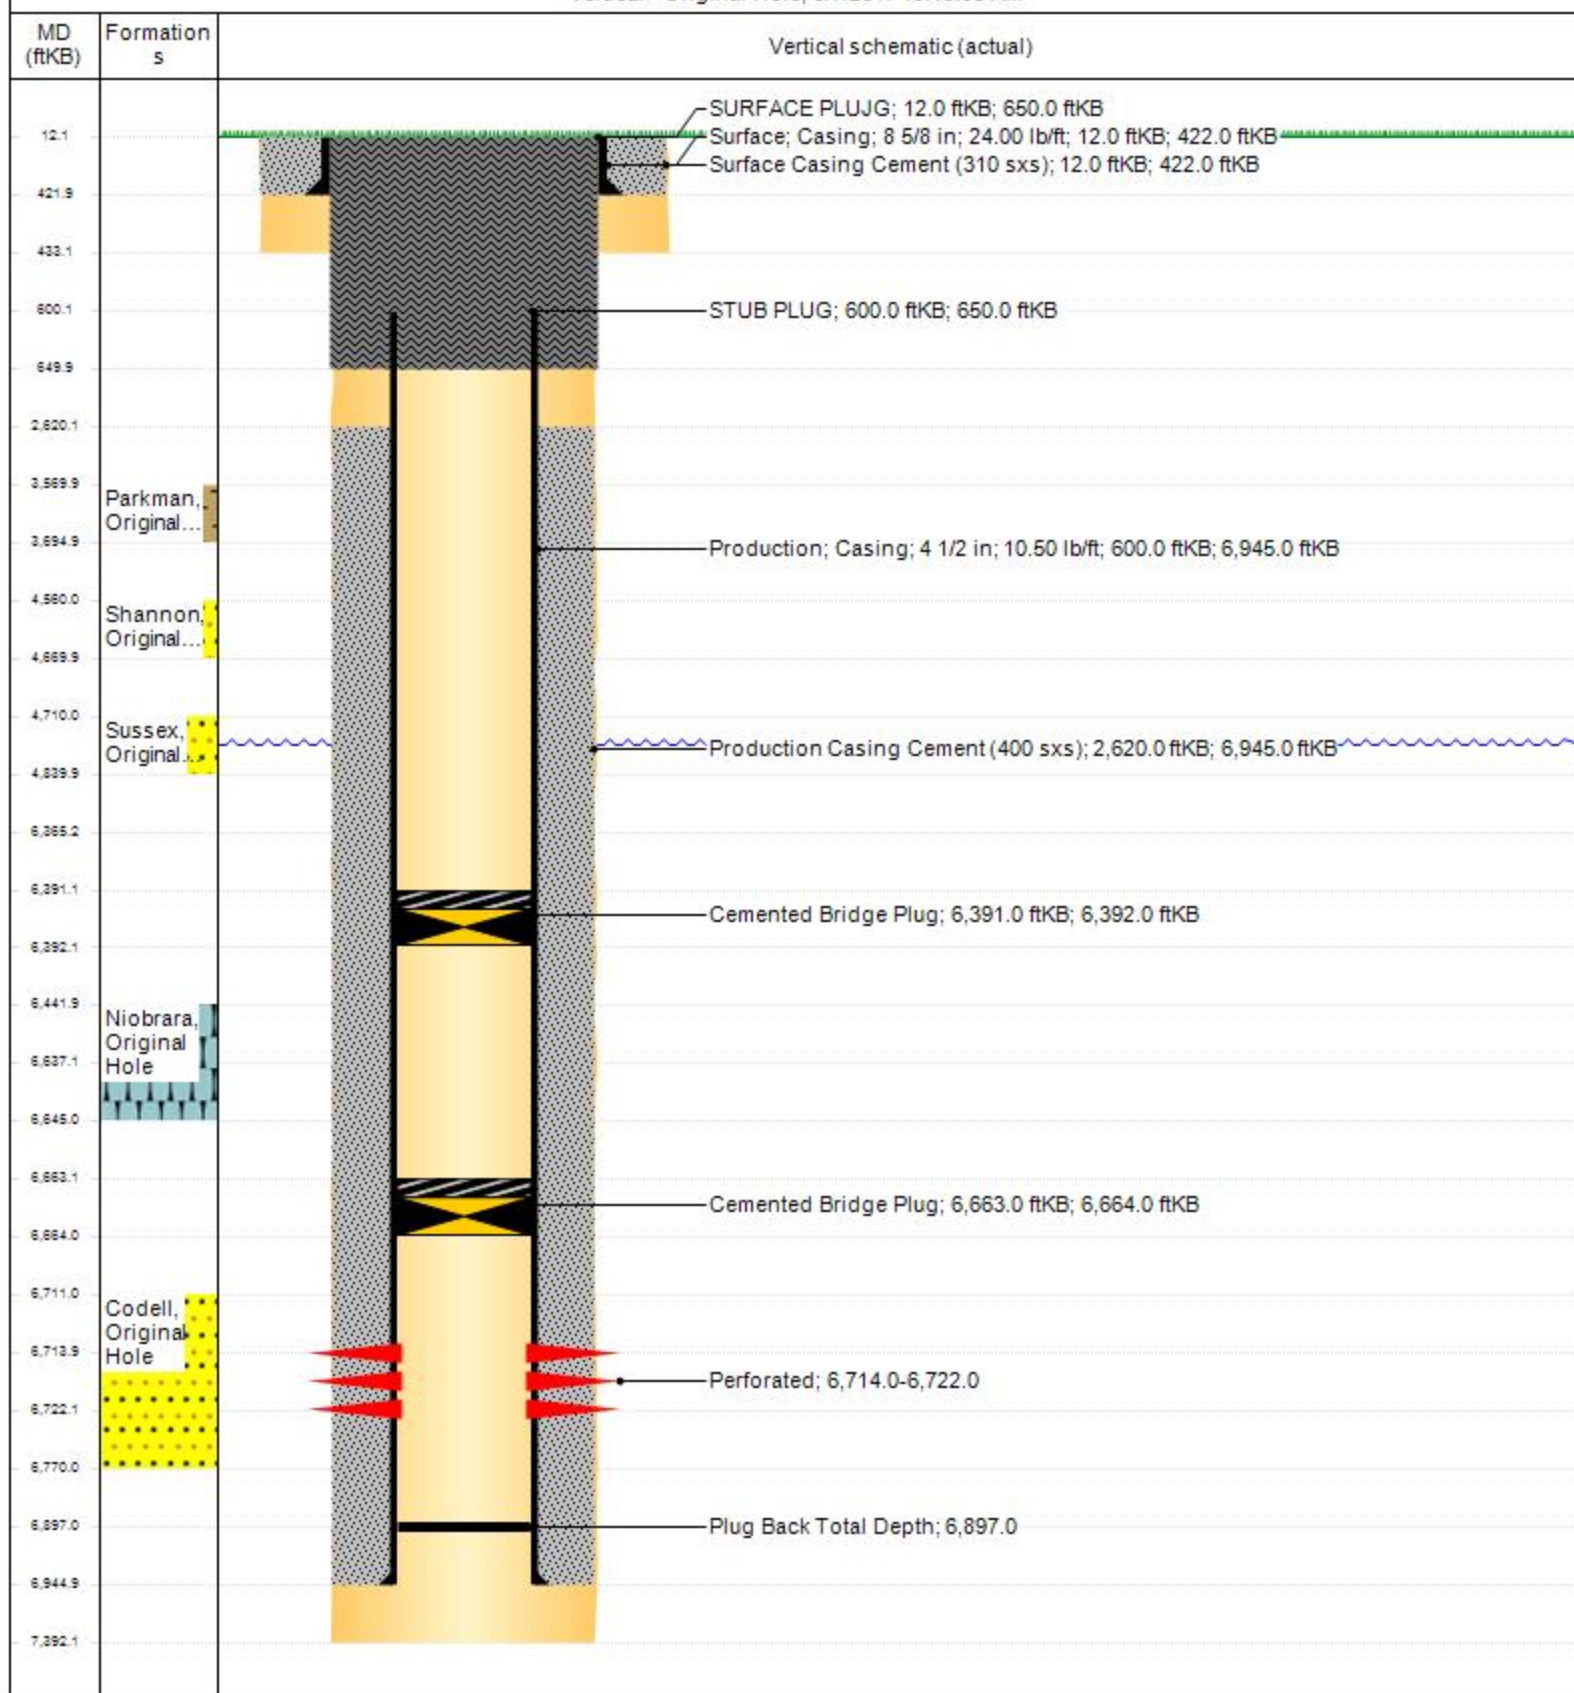 MD
(ftKB)
Formation
s
Vertical schematic (actual)
SURFACE PLUJG; 12.0 ftKB; 650.0 ftKB
12.1
Surface; Casing; 8 5/8 in; 24.00 lb/ft; 12.0 ftKB; 422.0 ftKB
Surface Casing Cement (310 sxs); 12.0 ftKB; 422.0 ftKB
421.9
433.1
600.1
STUB PLUG; 600.0 ftKB; 650.0 ftKB
649.9
2,620.1
3,569.9
Parkman,
Original...
3,694.9
Production; Casing; 4 1/2 in; 10.50 lb/ft; 600.0 ftKB; 6,945.0 ftKB
4,560.0
Shannon,
Original...
4,669.9
4,710.0
Sussex,
Original...
Production Casing Cement (400 sxs); 2,620.0 ftKB; 6,945.0 ftKB
4,839.9
6,365.2
6,391.1
Cemented Bridge Plug; 6,391.0 ftKB; 6,392.0 ftKB
6,392.1
6,441.9
Niobrara,
Original
Hole
6,637.1
6,645.0
6,663.1
Cemented Bridge Plug; 6,663.0 ftKB; 6,664.0 ftKB
6,664.0
6,711.0
Codell,
Original
Hole
6,713.9
Perforated; 6,714.0-6,722.0
6,722.1
6,770.0
6,897.0
Plug Back Total Depth; 6,897.0
6,944.9
7,392.1